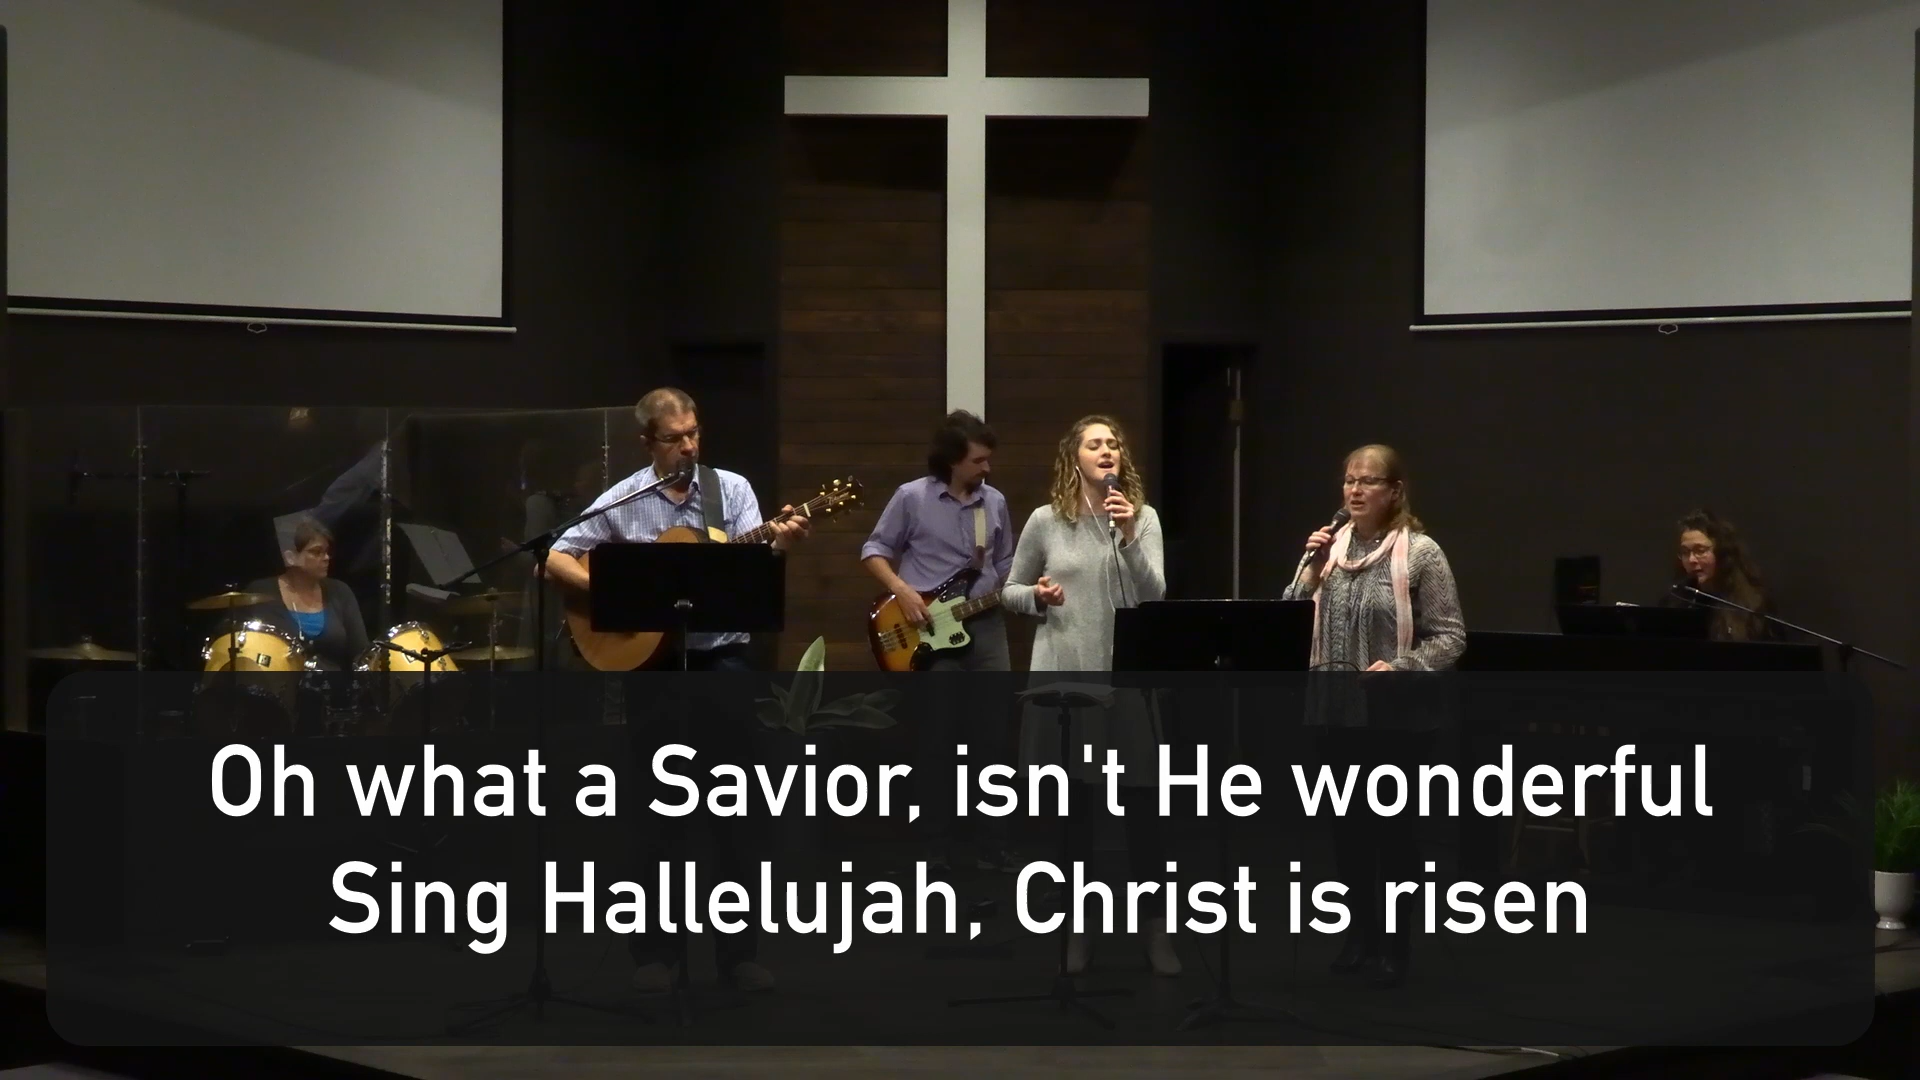 Oh what a Savior, isn't He wonderful
Sing Hallelujah, Christ is risen